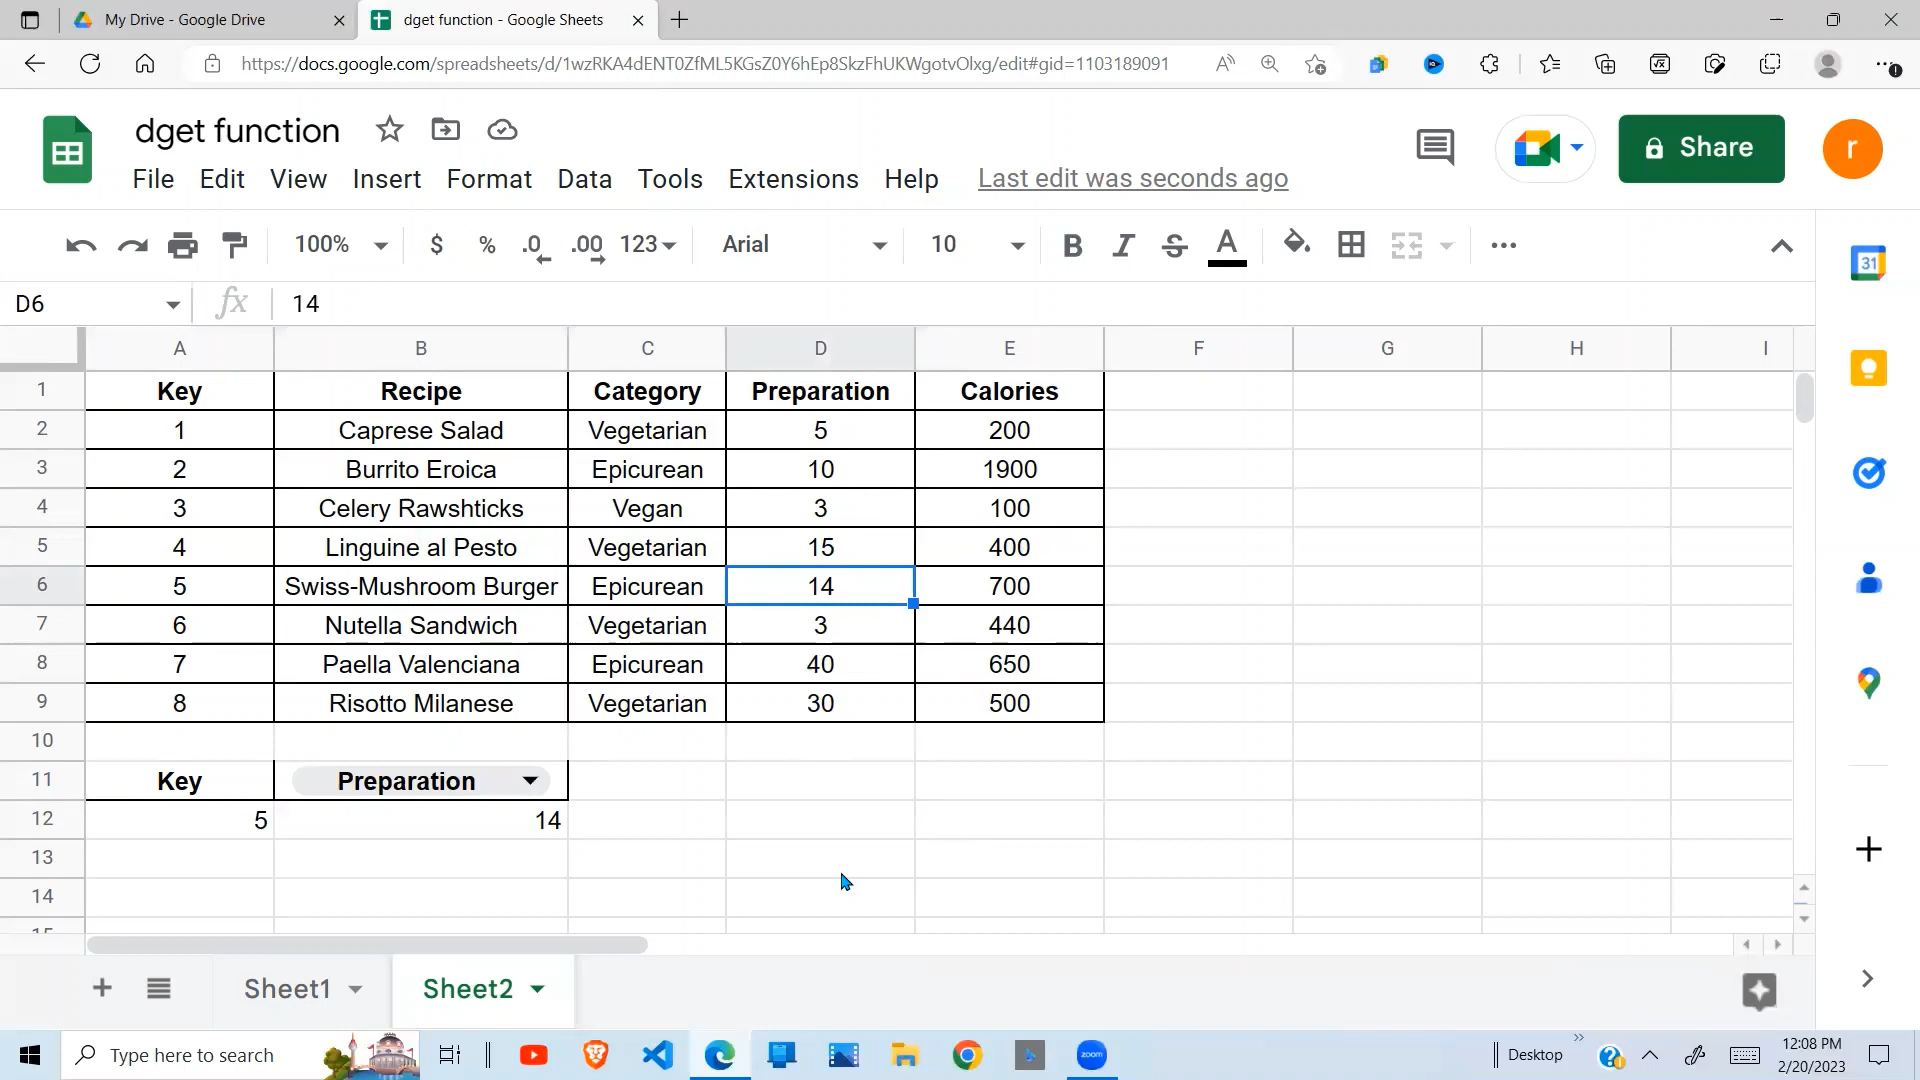 My Drive - Google Drive
dget function - Google Sheets
https://docs.google.com/spreadsheets/d/1wzRKA4dENT0ZfML5KGsZ0Y6hEp8SkzFhUKWgotvOlxg/edit#gid=1103189091
dget function
File Edit View Insert Format Data Tools Extensions Help Last edit was seconds ago
Share
r
100% $ % .0 .00 123 Arial 10 B I S A
31
D6 fx 14
A B C D E F G H I
1 Key Recipe Category Preparation Calories
2 1 Caprese Salad Vegetarian 5 200
3 2 Burrito Eroica Epicurean 10 1900
4 3 Celery Rawshticks Vegan 3 100
5 4 Linguine al Pesto Vegetarian 15 400
6 5 Swiss-Mushroom Burger Epicurean 14 700
7 6 Nutella Sandwich Vegetarian 3 440
8 7 Paella Valenciana Epicurean 40 650
9 8 Risotto Milanese Vegetarian 30 500
10
11 Key Preparation
12 5 14
13
14
15
Sheet1 Sheet2
Type here to search
zoom
Desktop
12:08 PM
2/20/2023